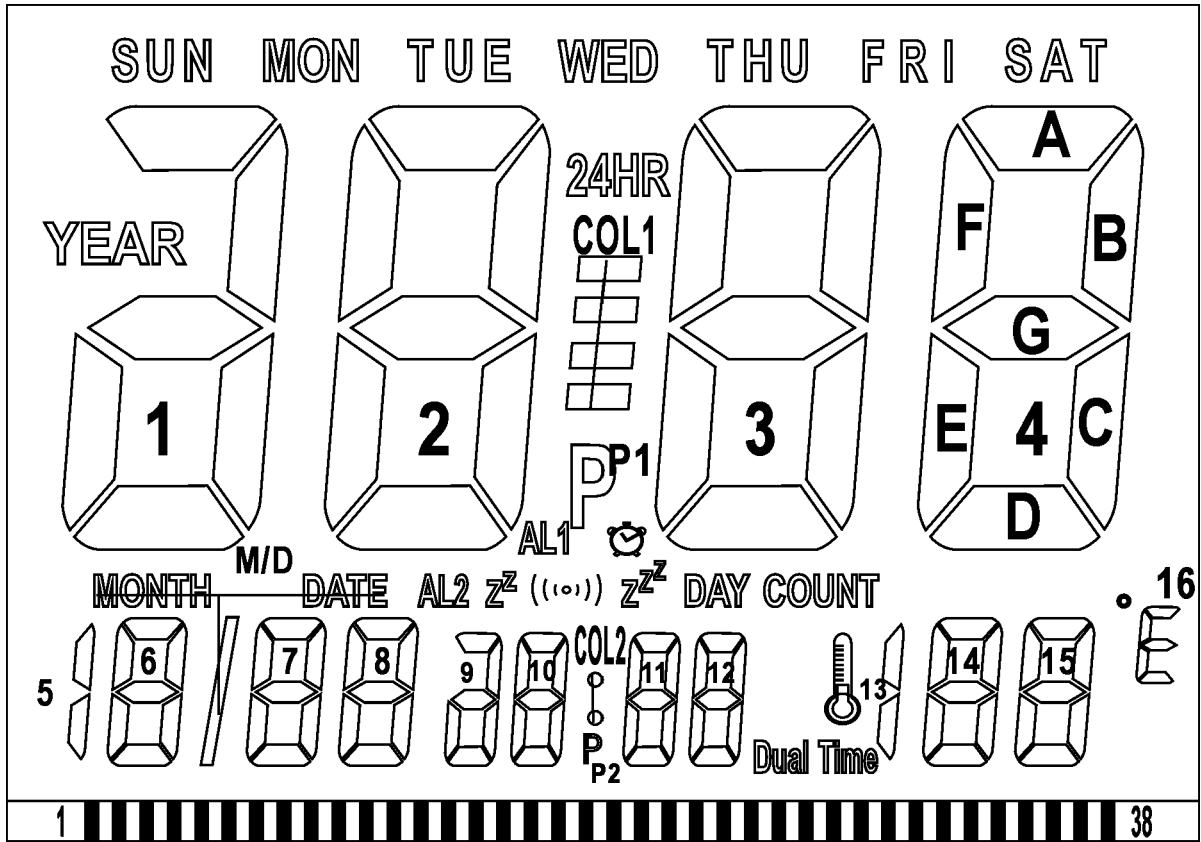 SUN MON TUE WED THU FRI SAT
A
24HR
YEAR COL1 F B
G
1 2 3 E 4 C
P P1
D
AL1
M/D
MONTH DATE AL2 zz zzz DAY COUNT 16
5 6 / 7 8 9 10 COL2 11 12 13 14 15 °
P
P2 Dual Time
1 38